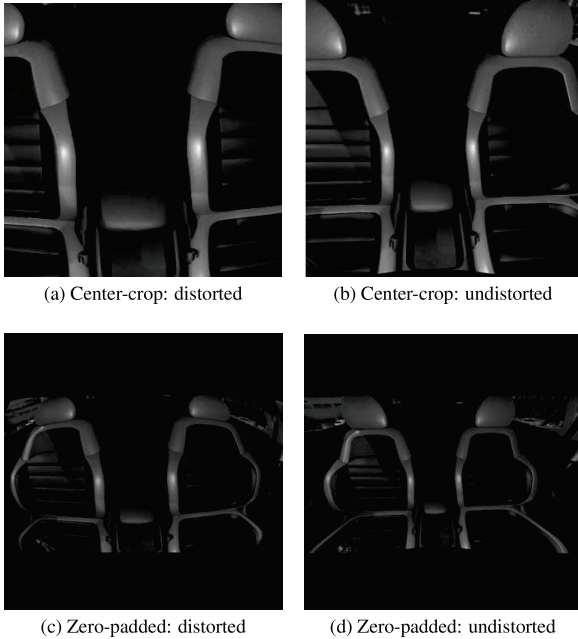 (a) Center-crop: distorted
(b) Center-crop: undistorted
(c) Zero-padded: distorted
(d) Zero-padded: undistorted